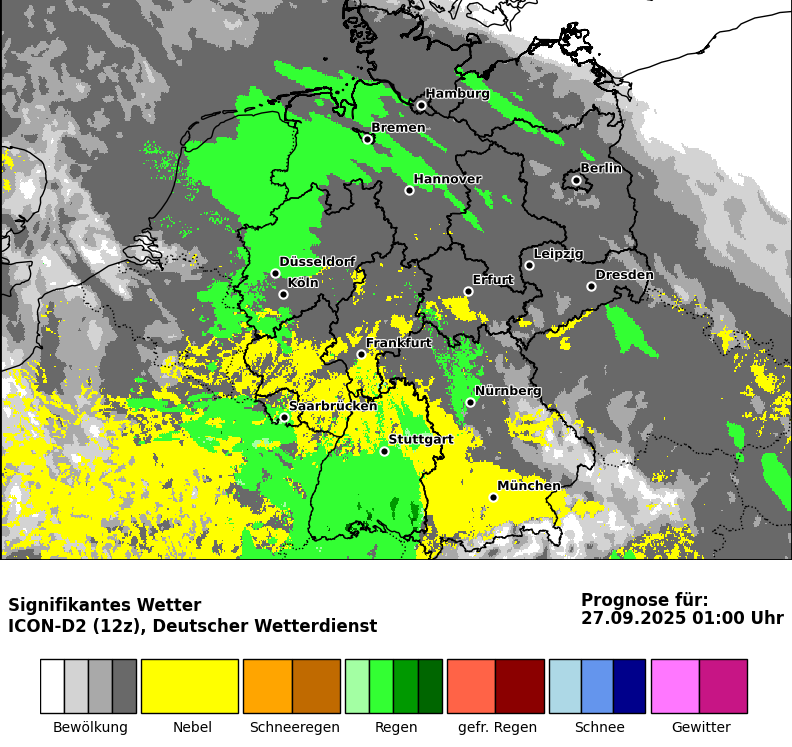 Hamburg
Bremen
Berlin
Hannover
Leipzig
Düsseldorf
Dresden
Erfurt
Köln
Frankfurt
Nürnberg
Saarbrücken
Stuttgart
München
Signifikantes Wetter
ICON-D2 (12z), Deutscher Wetterdienst
Prognose für:
27.09.2025 01:00 Uhr
Bewölkung
Nebel
Schneeregen
Regen
gefr. Regen
Schnee
Gewitter